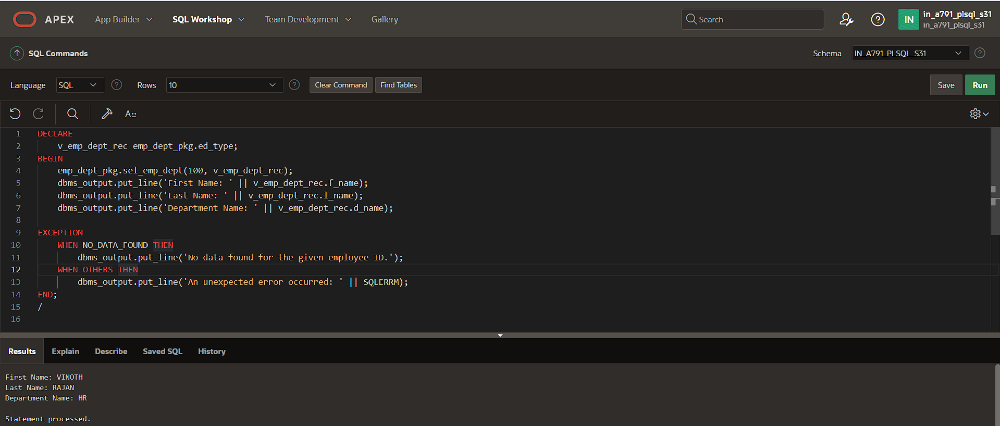 APEX App Builder SQL Workshop Team Development Gallery Search IN in_a791_plsql_s31
in_a791_plsql_s31
SQL Commands Schema IN_A791_PLSQL_S31
Language SQL Rows 10 Clear Command Find Tables Save Run
A::
1 DECLARE
2 v_emp_dept_rec emp_dept_pkg.ed_type;
3 BEGIN
4 emp_dept_pkg.sel_emp_dept(100, v_emp_dept_rec);
5 dbms_output.put_line('First Name: ' || v_emp_dept_rec.f_name);
6 dbms_output.put_line('Last Name: ' || v_emp_dept_rec.l_name);
7 dbms_output.put_line('Department Name: ' || v_emp_dept_rec.d_name);
8
9 EXCEPTION
10 WHEN NO_DATA_FOUND THEN
11 dbms_output.put_line('No data found for the given employee ID.');
12 WHEN OTHERS THEN
13 dbms_output.put_line('An unexpected error occurred: ' || SQLERRM);
14 END;
15 /
16
Results Explain Describe Saved SQL History
First Name: VINOTH
Last Name: RAJAN
Department Name: HR
Statement processed.